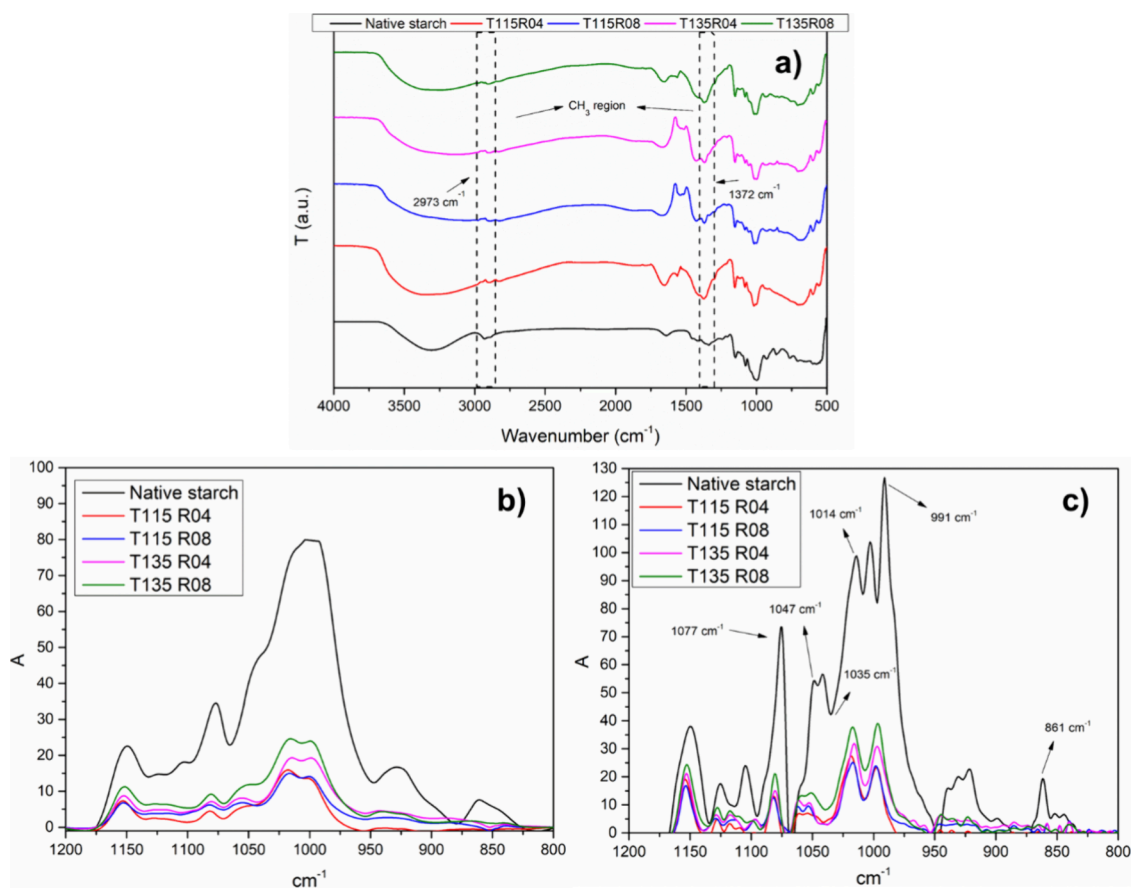 Native starch T115R04 T115R08 T135R04 T135R08
a)
CH₃ region
2973 cm⁻¹
1372 cm⁻¹
T (a.u.)
4000 3500 3000 2500 2000 1500 1000 500
Wavenumber (cm⁻¹)
100
90
80
70
60
50
40
30
20
10
0
A
Native starch
T115 R04
T115 R08
T135 R04
T135 R08
b)
1200 1100 1000 900 800
cm⁻¹
130
120
110
100
90
80
70
60
50
40
30
20
10
0
A
Native starch
T115 R04
T115 R08
T135 R04
T135 R08
c)
991 cm⁻¹
1014 cm⁻¹
1047 cm⁻¹
1077 cm⁻¹
1035 cm⁻¹
861 cm⁻¹
1200 1150 1100 1050 1000 950 900 850 800
cm⁻¹